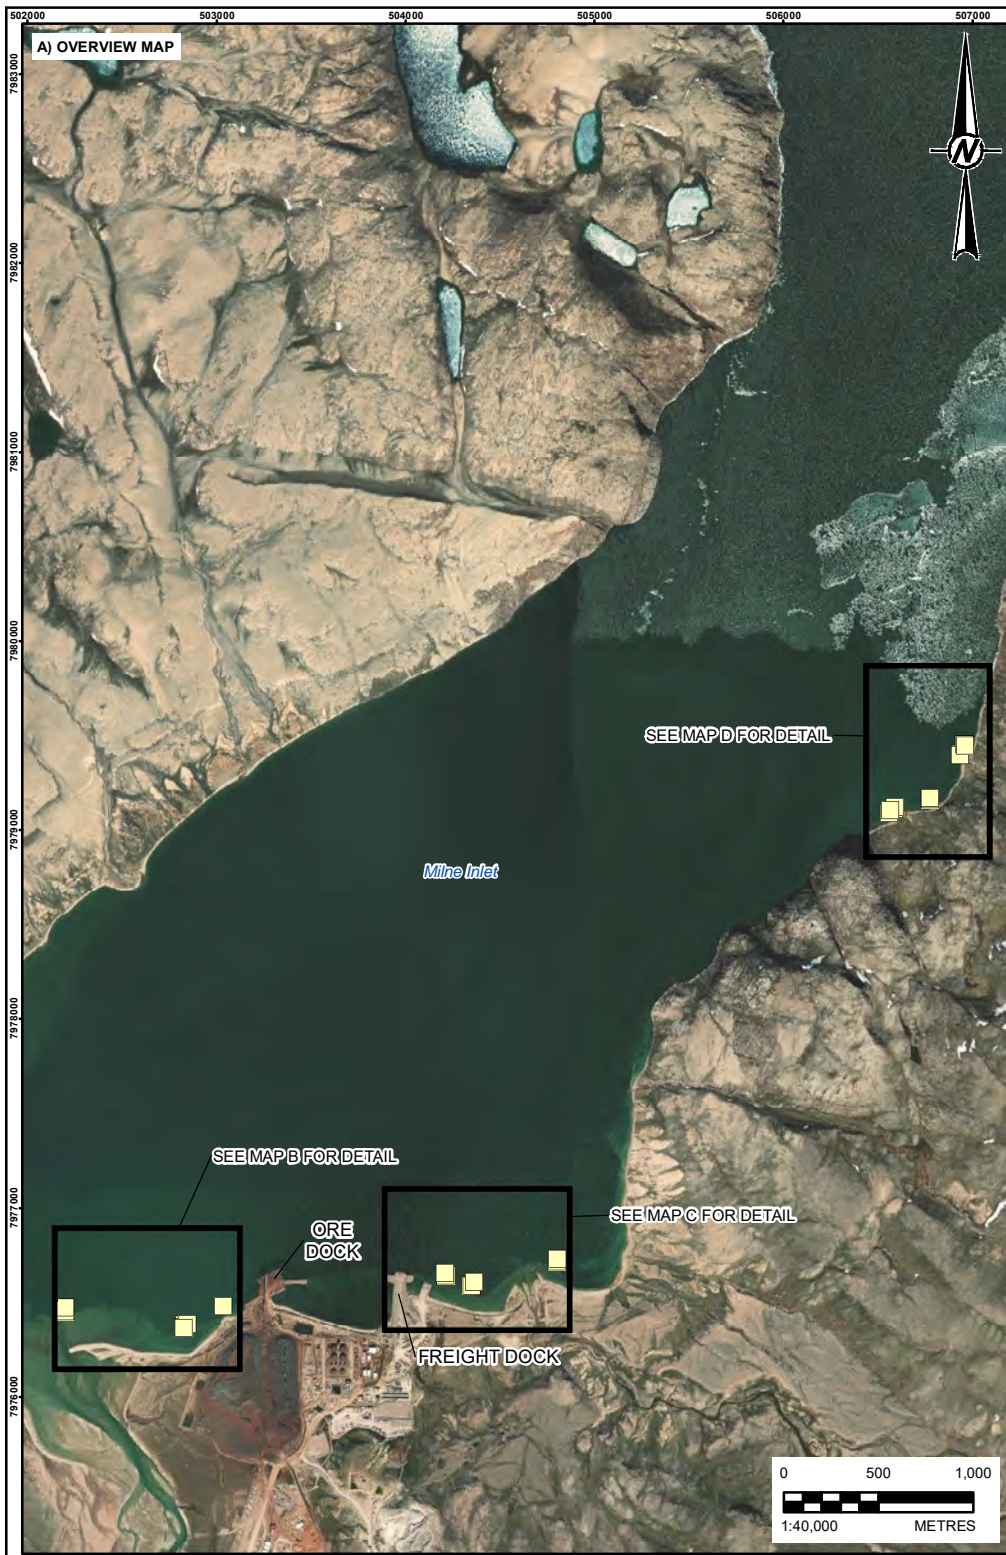 502000 503000 504000 505000 506000 507000
A) OVERVIEW MAP
N
7983000
7982000
7981000
7980000
7979000
7978000
7977000
7976000
SEE MAP D FOR DETAIL
Milne Inlet
SEE MAP B FOR DETAIL
ORE
DOCK
SEE MAP C FOR DETAIL
FREIGHT DOCK
0 500 1,000
1:40,000 METRES